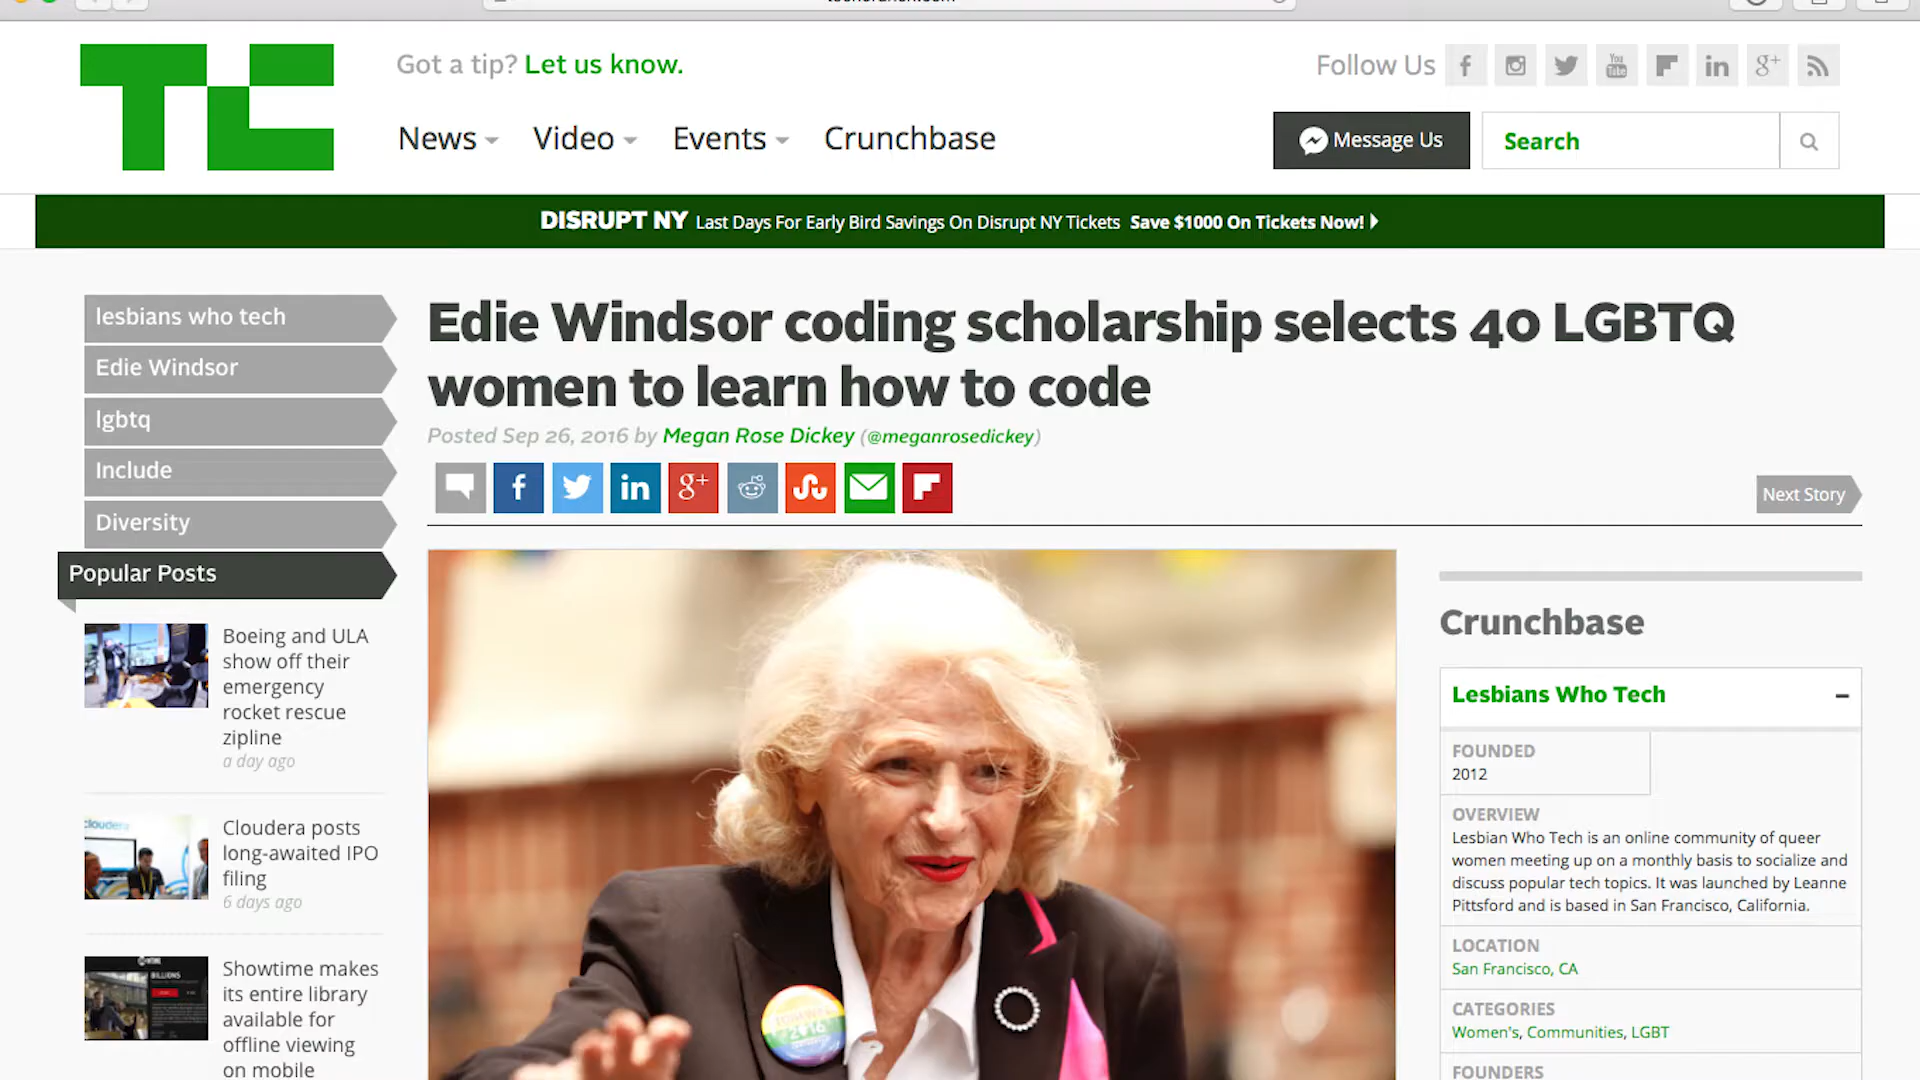 TC
Got a tip? Let us know.
Follow Us
News
Video
Events
Crunchbase
Message Us
Search
DISRUPT NY Last Days For Early Bird Savings On Disrupt NY Tickets Save $1000 On Tickets Now!
lesbians who tech
Edie Windsor
lgbtq
Include
Diversity
Popular Posts
Boeing and ULA
show off their
emergency
rocket rescue
zipline
a day ago
Cloudera posts
long-awaited IPO
filing
6 days ago
Showtime makes
its entire library
available for
offline viewing
on mobile
Edie Windsor coding scholarship selects 40 LGBTQ
women to learn how to code
Posted Sep 26, 2016 by Megan Rose Dickey (@meganrosedickey)
Next Story
cloudera
BILLIONS
2016
Crunchbase
Lesbians Who Tech
FOUNDED
2012
OVERVIEW
Lesbian Who Tech is an online community of queer
women meeting up on a monthly basis to socialize and
discuss popular tech topics. It was launched by Leanne
Pittsford and is based in San Francisco, California.
LOCATION
San Francisco, CA
CATEGORIES
Women's, Communities, LGBT
FOUNDERS